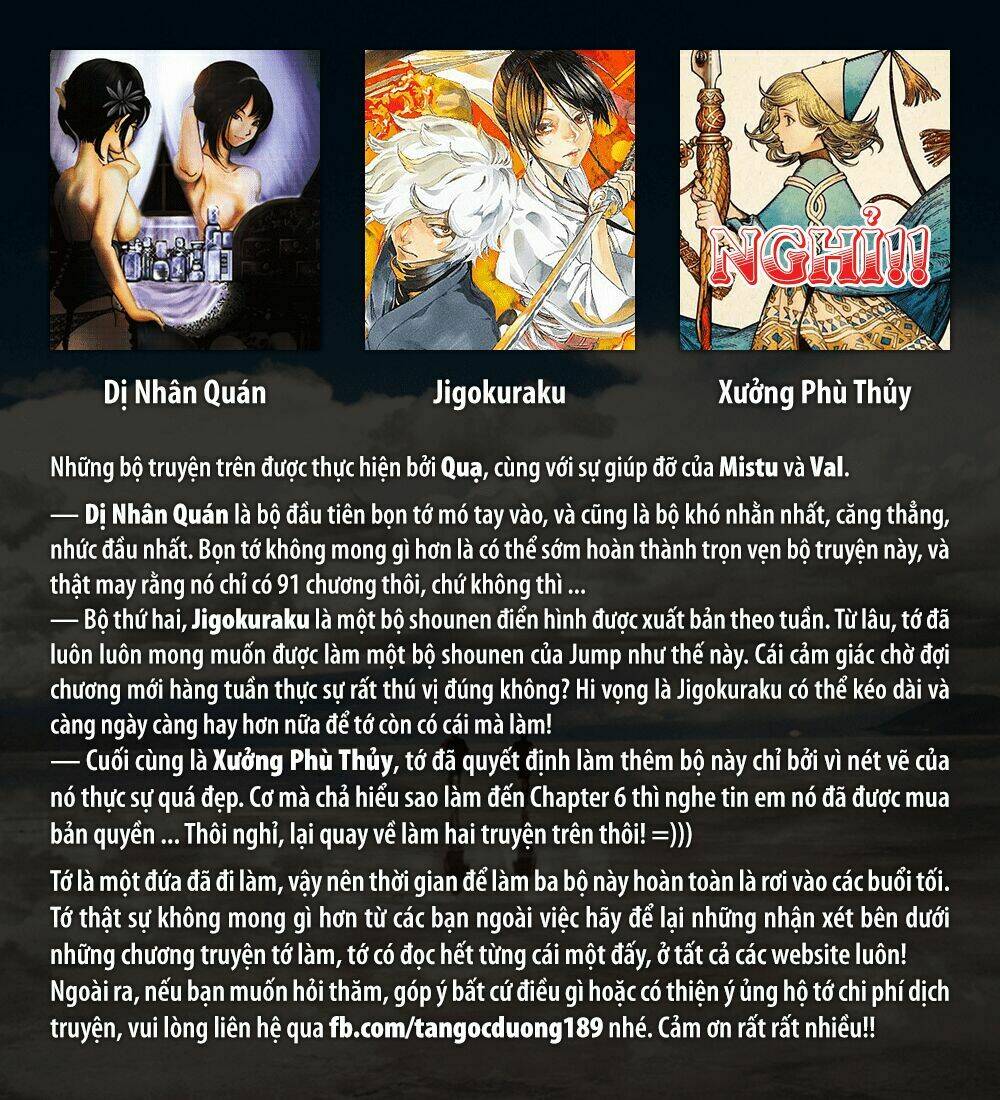 NGHỈ!!
Dị Nhân Quán
Jigokuraku
Xưởng Phù Thủy
Những bộ truyện trên được thực hiện bởi Quạ, cùng với sự giúp đỡ của Mistu và Val.
— Dị Nhân Quán là bộ đầu tiên bọn tớ mó tay vào, và cũng là bộ khó nhằn nhất, căng thẳng,
nhức đầu nhất. Bọn tớ không mong gì hơn là có thể sớm hoàn thành trọn vẹn bộ truyện này, và
thật may rằng nó chỉ có 91 chương thôi, chứ không thì ...
— Bộ thứ hai, Jigokuraku là một bộ shounen điển hình được xuất bản theo tuần. Từ lâu, tớ đã
luôn luôn mong muốn được làm một bộ shounen của Jump như thế này. Cái cảm giác chờ đợi
chương mới hàng tuần thực sự rất thú vị đúng không? Hi vọng là Jigokuraku có thể kéo dài và
càng ngày càng hay hơn nữa để tớ còn có cái mà làm!
— Cuối cùng là Xưởng Phù Thủy, tớ đã quyết định làm thêm bộ này chỉ bởi vì nét vẽ của
nó thực sự quá đẹp. Cơ mà chả hiểu sao làm đến Chapter 6 thì nghe tin em nó đã được mua
bản quyền ... Thôi nghỉ, lại quay về làm hai truyện trên thôi! =)))
Tớ là một đứa đã đi làm, vậy nên thời gian để làm ba bộ này hoàn toàn là rơi vào các buổi tối.
Tớ thật sự không mong gì hơn từ các bạn ngoài việc hãy để lại những nhận xét bên dưới
những chương truyện tớ làm, tớ có đọc hết từng cái một đấy, ở tất cả các website luôn!
Ngoài ra, nếu bạn muốn hỏi thăm, góp ý bất cứ điều gì hoặc có thiện ý ủng hộ tớ chi phí dịch
truyện, vui lòng liên hệ qua fb.com/tangocduong189 nhé. Cảm ơn rất rất nhiều!!